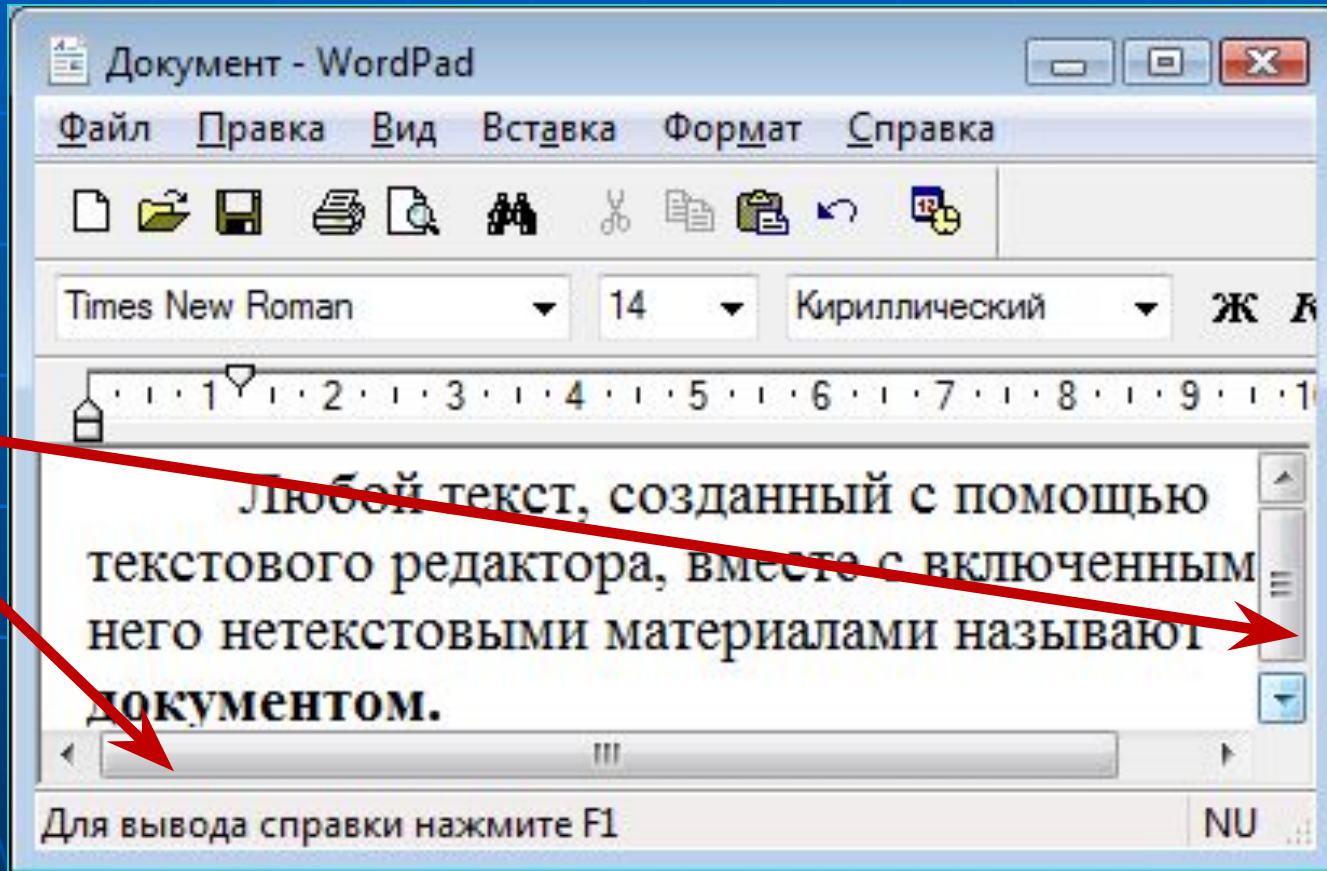 Документ - WordPad
Файл Правка Вид Вставка Формат Справка
Times New Roman 14 Кириллический Ж К
1 2 3 4 5 6 7 8 9 10
Любой текст, созданный с помощью
текстового редактора, вместе с включенным
него нетекстовыми материалами называют
документом.
Для вывода справки нажмите F1 NU